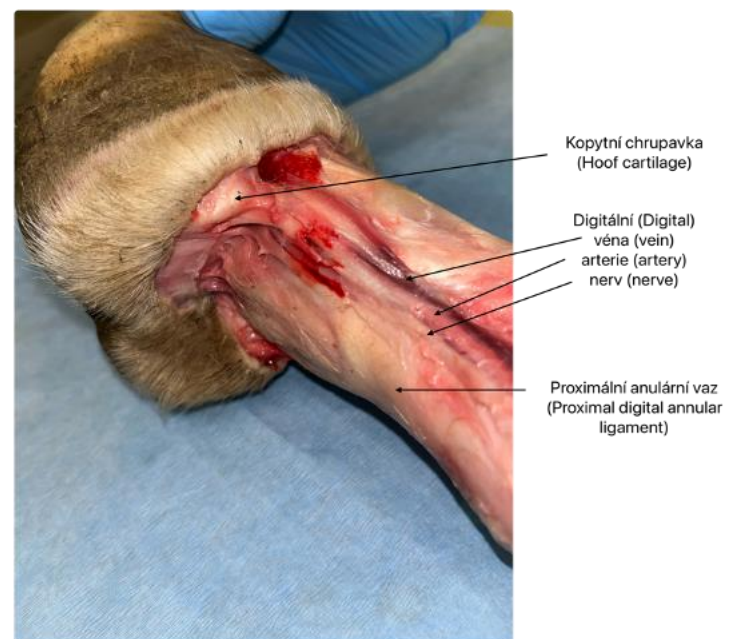 Kopytní chrupavka
(Hoof cartilage)
Digitální (Digital)
véna (vein)
arterie (artery)
nerv (nerve)
Proximální anulární vaz
(Proximal digital annular
ligament)